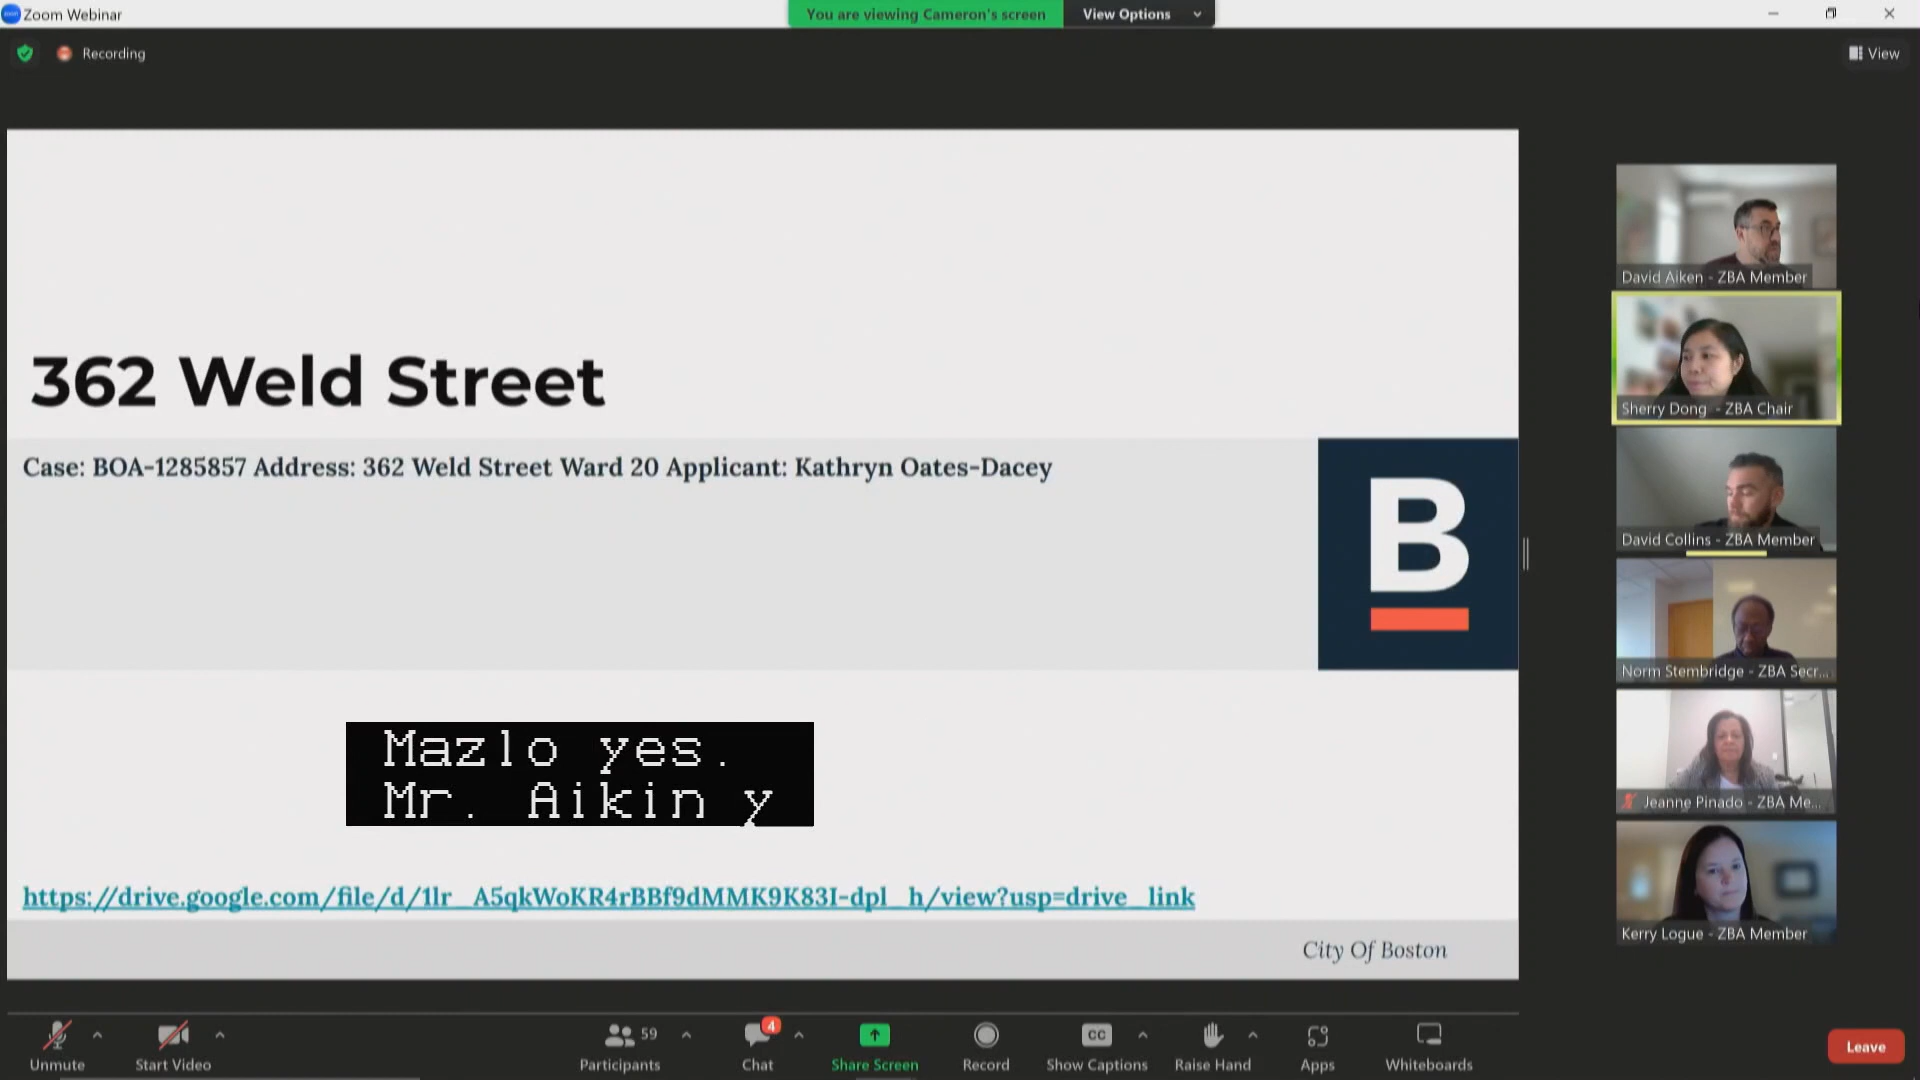 Zoom Webinar
You are viewing Cameron's screen
View Options
Recording
View
362 Weld Street
Case: BOA-1285857 Address: 362 Weld Street Ward 20 Applicant: Kathryn Oates-Dacey
B
Mazlo yes.
Mr. Aikin y
https://drive.google.com/file/d/1lr_A5qkWoKR4rBBf9dMMK9K83I-dpl_h/view?usp=drive_link
City Of Boston
David Aiken - ZBA Member
Sherry Dong - ZBA Chair
David Collins - ZBA Member
Norm Stembridge - ZBA Secr...
Jeanne Pinado - ZBA Me...
Kerry Logue - ZBA Member
Unmute
Start Video
59
Participants
4
Chat
Share Screen
Record
CC
Show Captions
Raise Hand
Apps
Whiteboards
Leave